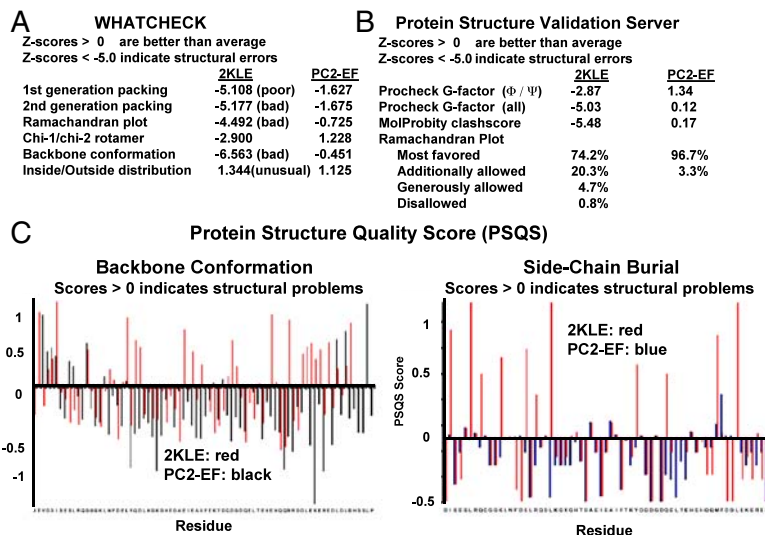 A WHATCHECK
Z-scores > 0 are better than average
Z-scores < -5.0 indicate structural errors
2KLE PC2-EF
1st generation packing -5.108 (poor) -1.627
2nd generation packing -5.177 (bad) -1.675
Ramachandran plot -4.492 (bad) -0.725
Chi-1/chi-2 rotamer -2.900 1.228
Backbone conformation -6.563 (bad) -0.451
Inside/Outside distribution 1.344(unusual) 1.125
B Protein Structure Validation Server
Z-scores > 0 are better than average
Z-scores < -5.0 indicate structural errors
2KLE PC2-EF
Procheck G-factor (Φ / Ψ) -2.87 1.34
Procheck G-factor (all) -5.03 0.12
MolProbity clashscore -5.48 0.17
Ramachandran Plot
Most favored 74.2% 96.7%
Additionally allowed 20.3% 3.3%
Generously allowed 4.7%
Disallowed 0.8%
C Protein Structure Quality Score (PSQS)
Backbone Conformation
Scores > 0 indicates structural problems
1
0.5
0
-0.5
-1
2KLE: red
PC2-EF: black
Residue
Side-Chain Burial
Scores > 0 indicates structural problems
PSQS Score
1
0.5
0
-0.5
2KLE: red
PC2-EF: blue
Residue